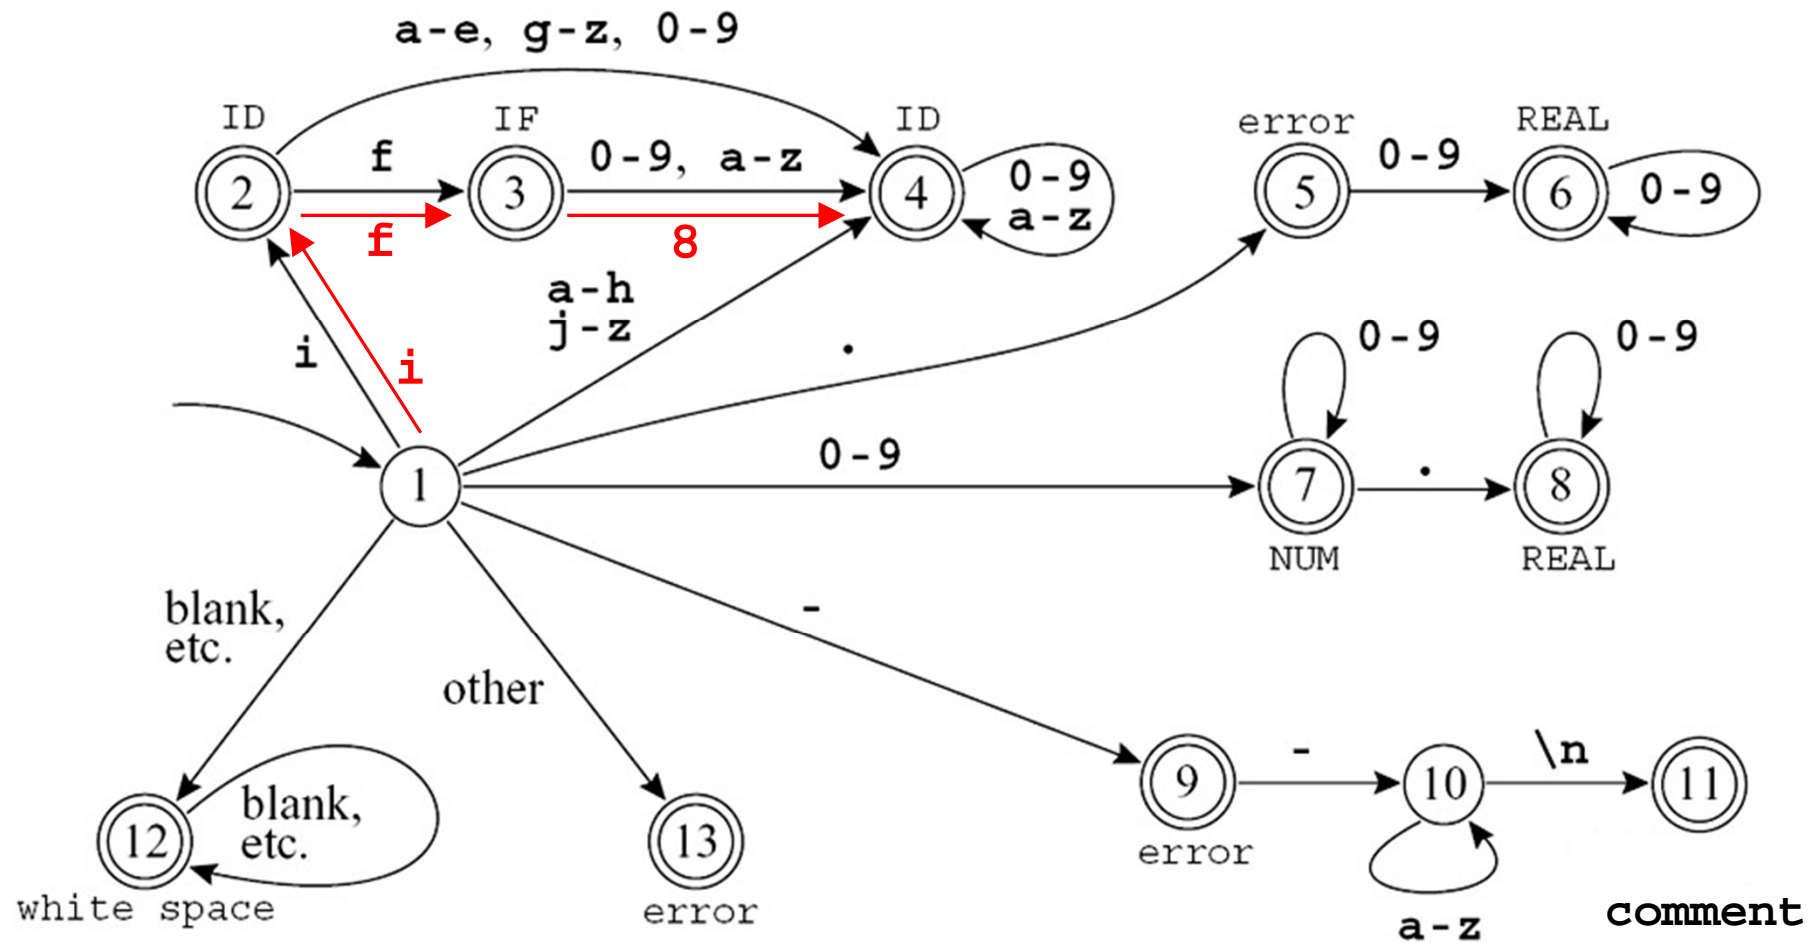 a-e, g-z, 0-9
ID
IF
ID
error
REAL
f
0-9, a-z
0-9
a-z
0-9
0-9
2
3
4
5
6
f
8
a-h
j-z
i
i
.
0-9
0-9
0-9
1
7
.
8
NUM
REAL
blank,
etc.
-
other
-
\n
9
10
11
blank,
etc.
12
13
error
white space
error
a-z
comment